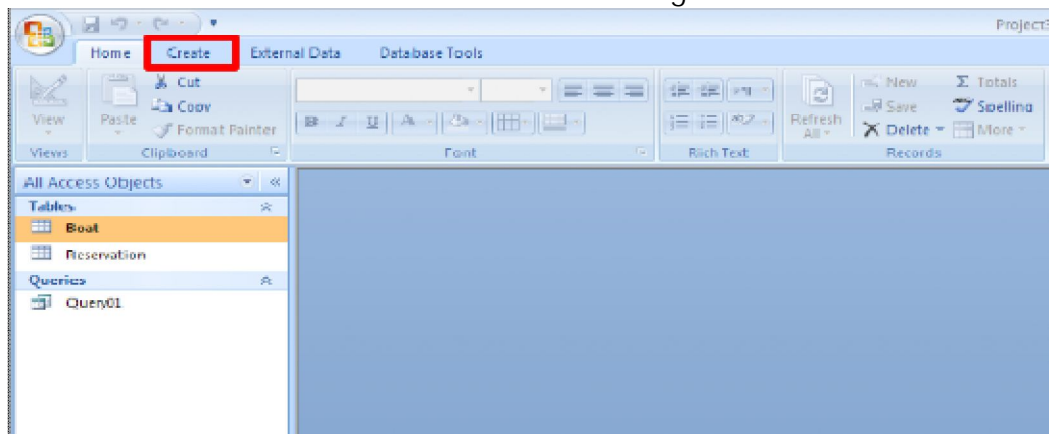 Project3
Home Create External Data Database Tools
View
Paste
Cut
Copy
Format Painter
B I U A
Refresh All
New
Save
Delete
Σ Totals
Spelling
More
Views Clipboard Font Rich Text Records
All Access Objects
Tables
Boat
Reservation
Queries
Query01